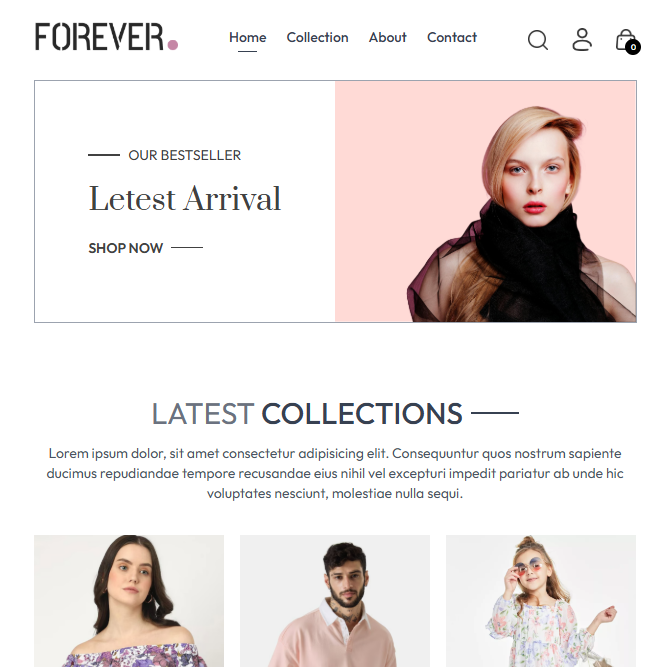 FOREVER.
Home Collection About Contact
0
OUR BESTSELLER
Letest Arrival
SHOP NOW
LATEST COLLECTIONS
Lorem ipsum dolor, sit amet consectetur adipisicing elit. Consequuntur quos nostrum sapiente
ducimus repudiandae tempore recusandae eius nihil vel excepturi impedit pariatur ab unde hic
voluptates nesciunt, molestiae nulla sequi.